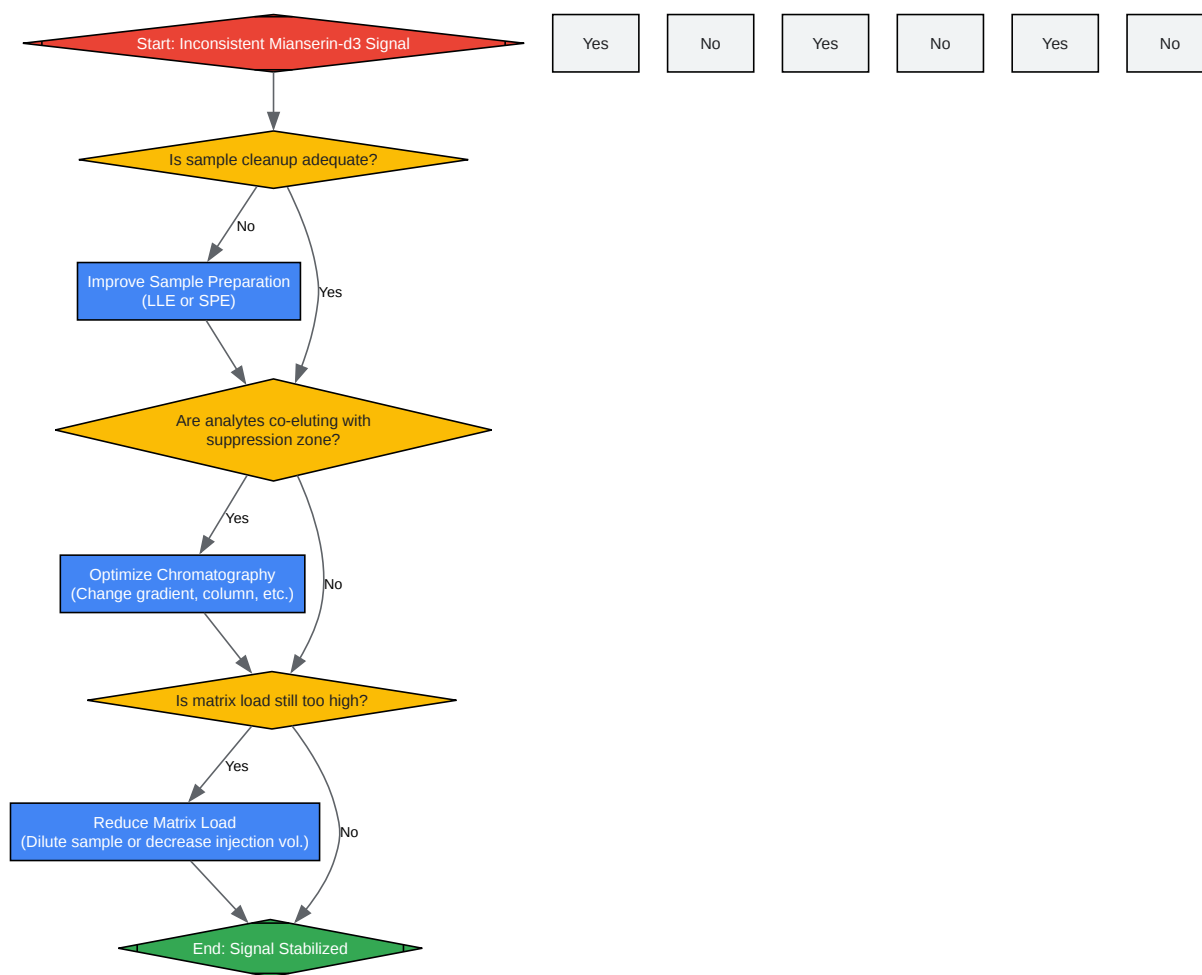 Start: Inconsistent Mianserin-d3 Signal
Yes
No
Yes
No
Yes
No
Is sample cleanup adequate?
No
Improve Sample Preparation
(LLE or SPE)
Yes
Are analytes co-eluting with
suppression zone?
Yes
Optimize Chromatography
(Change gradient, column, etc.)
No
Is matrix load still too high?
Yes
Reduce Matrix Load
(Dilute sample or decrease injection vol.)
No
End: Signal Stabilized